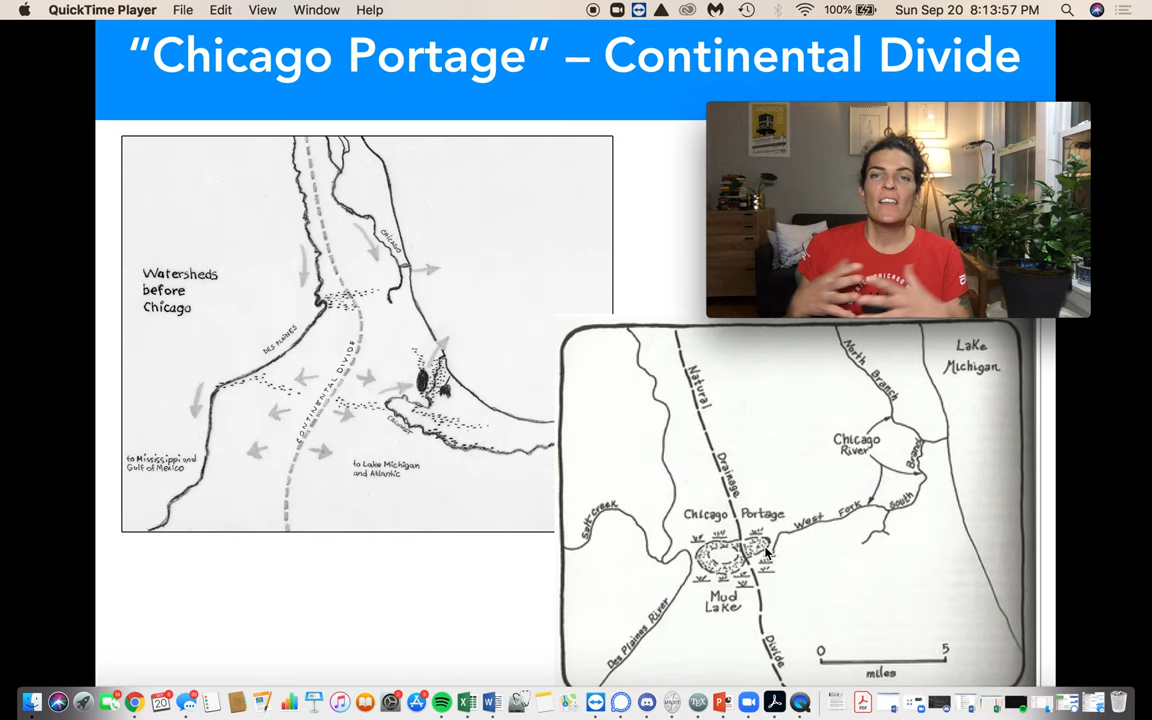 QuickTime Player File Edit View Window Help 100% Sun Sep 20 8:13:57 PM
“Chicago Portage” – Continental Divide
Watersheds
before
Chicago
CHICAGO
DES PLAINES
CONTINENTAL DIVIDE
CALUMET
to Mississippi and
Gulf of Mexico
to Lake Michigan
and Atlantic
Lake
Michigan
North Branch
Natural
Drainage
Divide
Chicago
River
South
Branch
Chicago Portage
West Fork
Salt Creek
Mud
Lake
Des Plaines River
0 5
miles